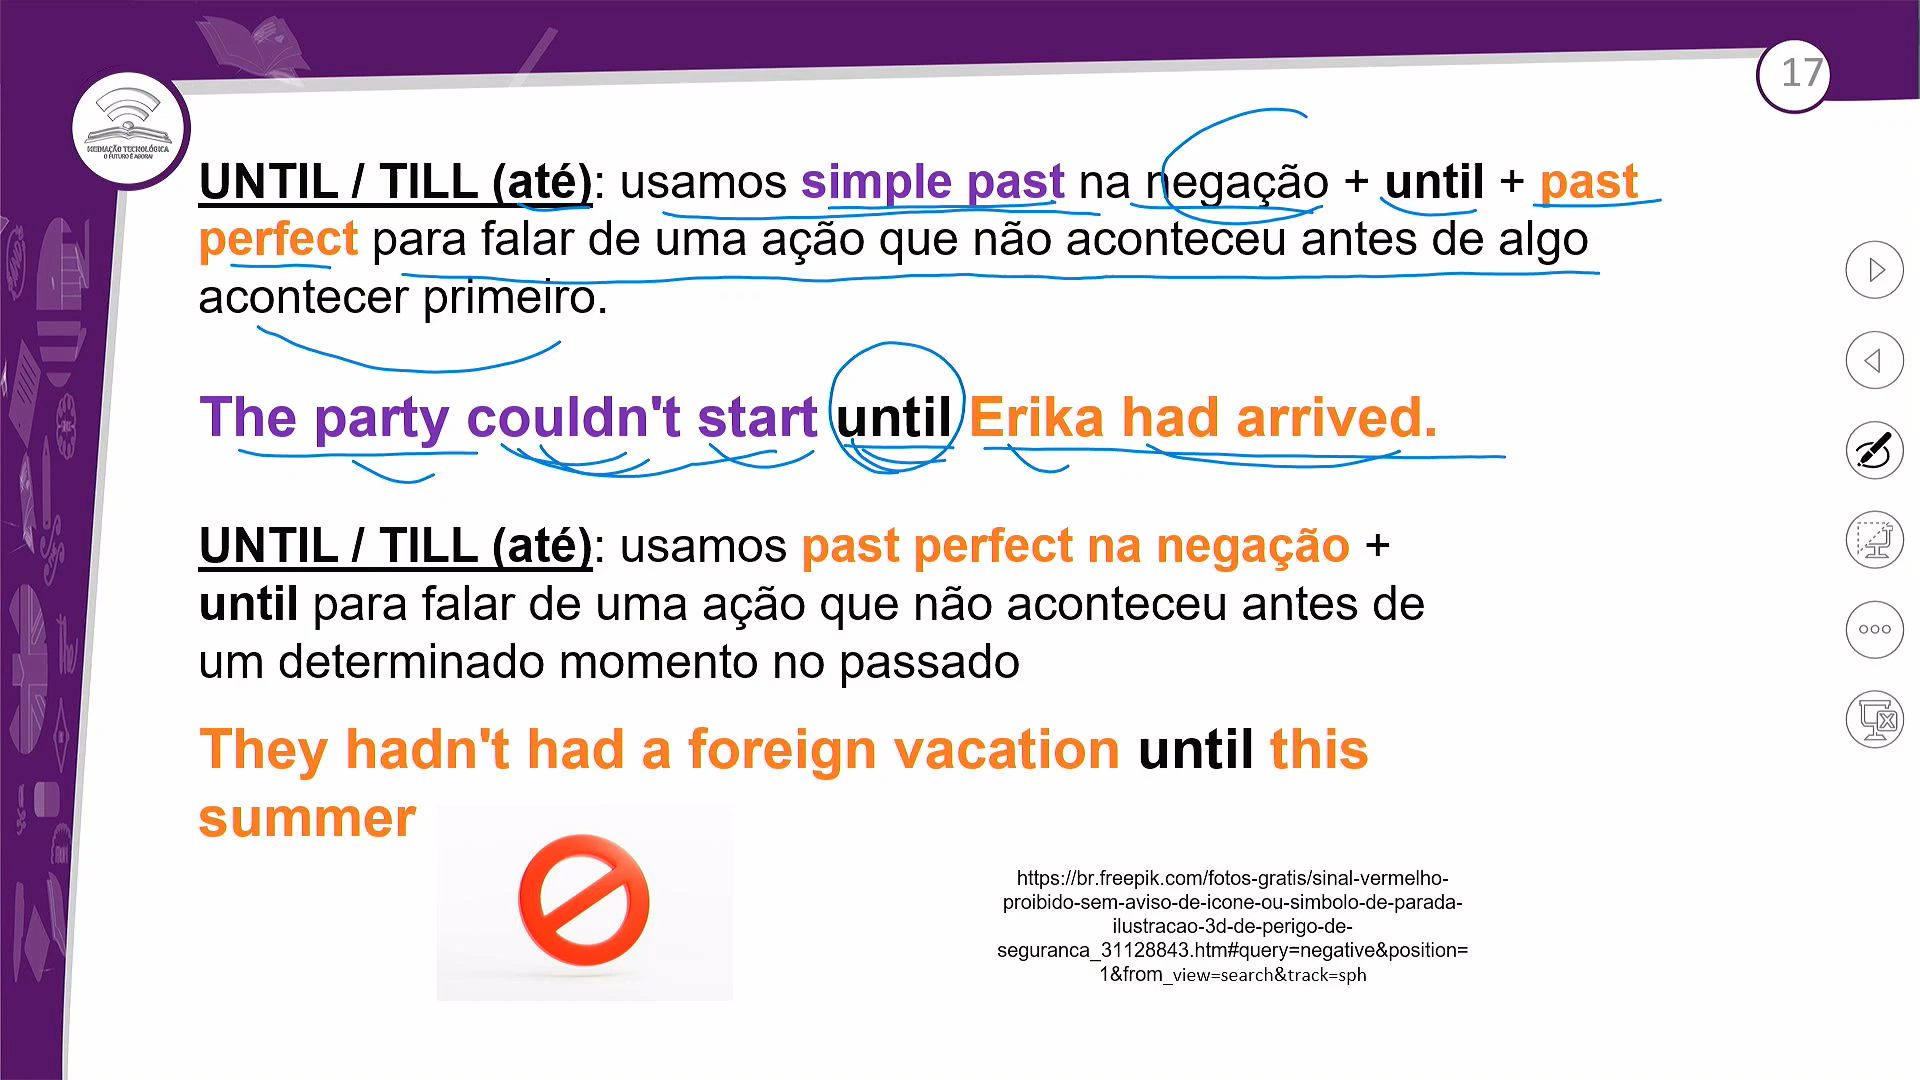 17
MEDIAÇÃO TECNOLÓGICA
O FUTURO É AGORA!
UNTIL / TILL (até): usamos simple past na negação + until + past
perfect para falar de uma ação que não aconteceu antes de algo
acontecer primeiro.
The party couldn't start until Erika had arrived.
UNTIL / TILL (até): usamos past perfect na negação +
until para falar de uma ação que não aconteceu antes de
um determinado momento no passado
They hadn't had a foreign vacation until this
summer
https://br.freepik.com/fotos-gratis/sinal-vermelho-
proibido-sem-aviso-de-icone-ou-simbolo-de-parada-
ilustracao-3d-de-perigo-de-
seguranca_31128843.htm#query=negative&position=
1&from_view=search&track=sph